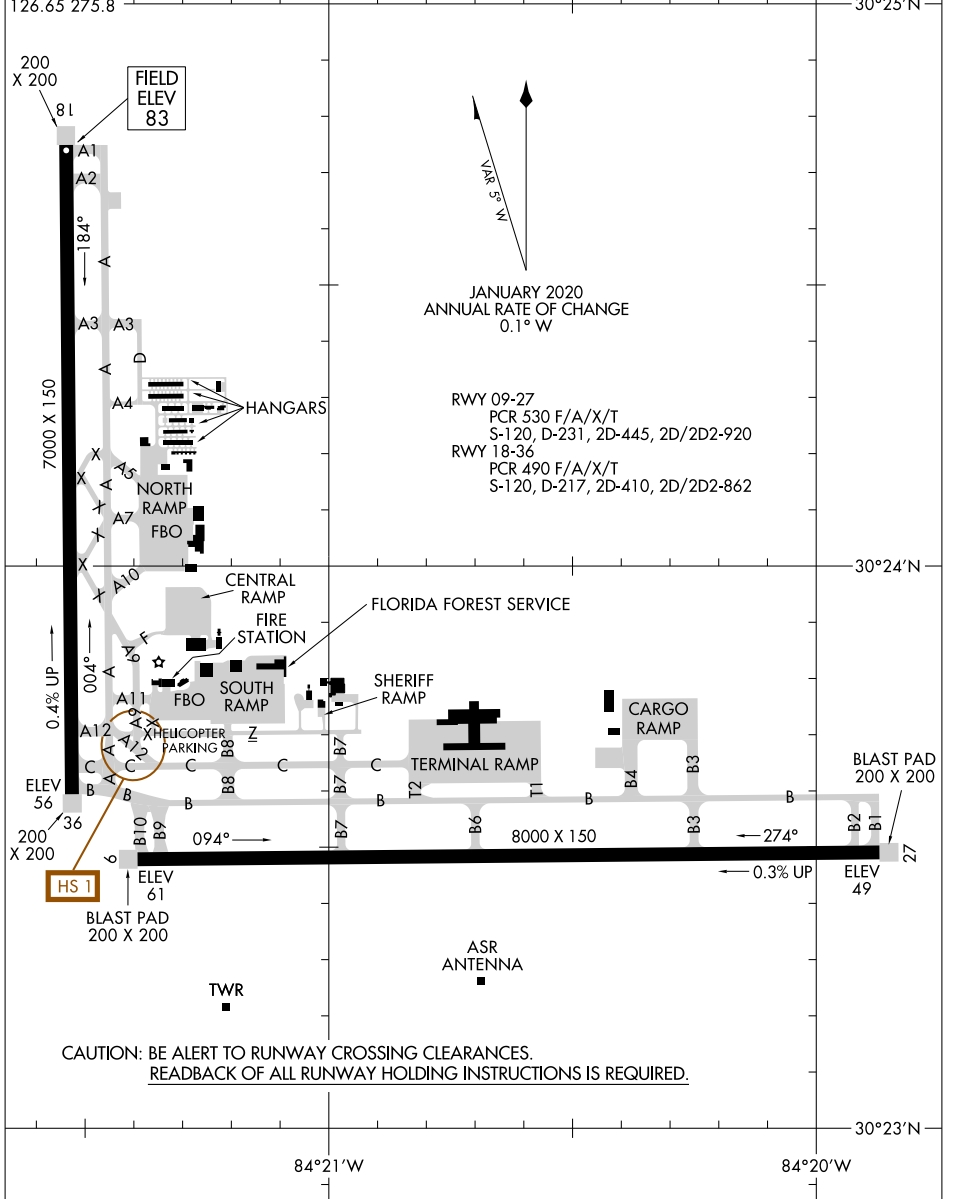 126.65 275.8
30°25'N
200
X 200
FIELD
ELEV
83
18
A1
A2
184°
A
VAR 5° W
JANUARY 2020
ANNUAL RATE OF CHANGE
0.1° W
A3
A3
D
A
A4
HANGARS
7000 X 150
RWY 09-27
PCR 530 F/A/X/T
S-120, D-231, 2D-445, 2D/2D2-920
RWY 18-36
PCR 490 F/A/X/T
S-120, D-217, 2D-410, 2D/2D2-862
X
A5
X
A
X
A7
X
NORTH
RAMP
FBO
X
A10
X
30°24'N
CENTRAL
RAMP
FIRE
STATION
FLORIDA FOREST SERVICE
0.4% UP
004°
F
A9
A
A11
FBO
SOUTH
RAMP
SHERIFF
RAMP
CARGO
RAMP
A9
X
X
HELICOPTER
PARKING
A12
A12
A
B8
Z
B7
TERMINAL RAMP
C
C
C
C
C
A
B8
B7
T2
T1
B4
B3
BLAST PAD
200 X 200
ELEV
56
B
B
B
B
B
B
36
200
X 200
B10
B9
094°
B7
B6
8000 X 150
B3
274°
B2
B1
9
27
HS 1
ELEV
61
0.3% UP
ELEV
49
BLAST PAD
200 X 200
ASR
ANTENNA
TWR
CAUTION: BE ALERT TO RUNWAY CROSSING CLEARANCES.
READBACK OF ALL RUNWAY HOLDING INSTRUCTIONS IS REQUIRED.
30°23'N
84°21'W
84°20'W